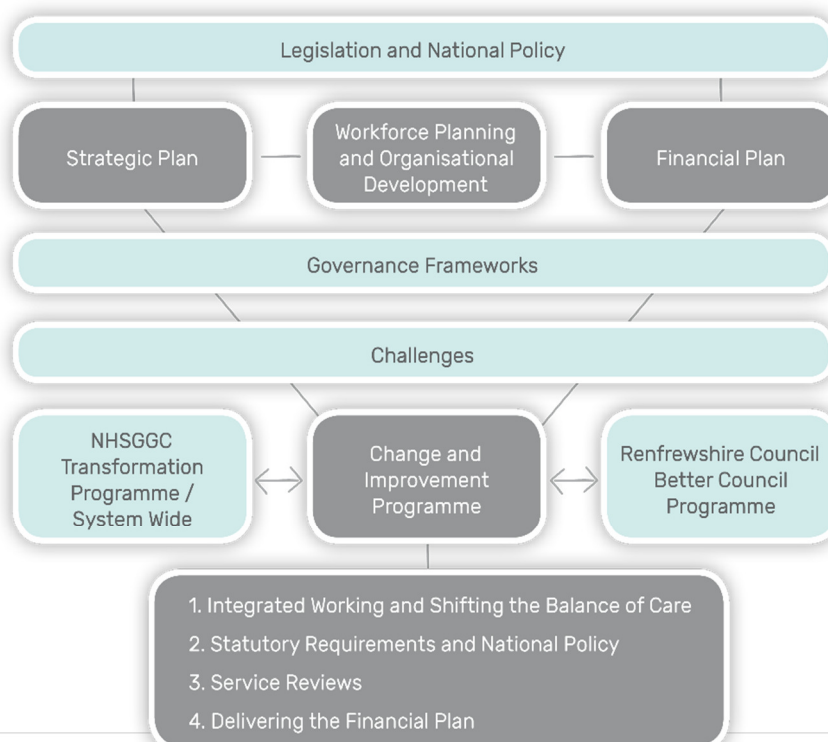 Legislation and National Policy
Strategic Plan
Workforce Planning
and Organisational
Development
Financial Plan
Governance Frameworks
Challenges
NHSGGC
Transformation
Programme /
System Wide
Change and
Improvement
Programme
Renfrewshire Council
Better Council
Programme
1. Integrated Working and Shifting the Balance of Care
2. Statutory Requirements and National Policy
3. Service Reviews
4. Delivering the Financial Plan